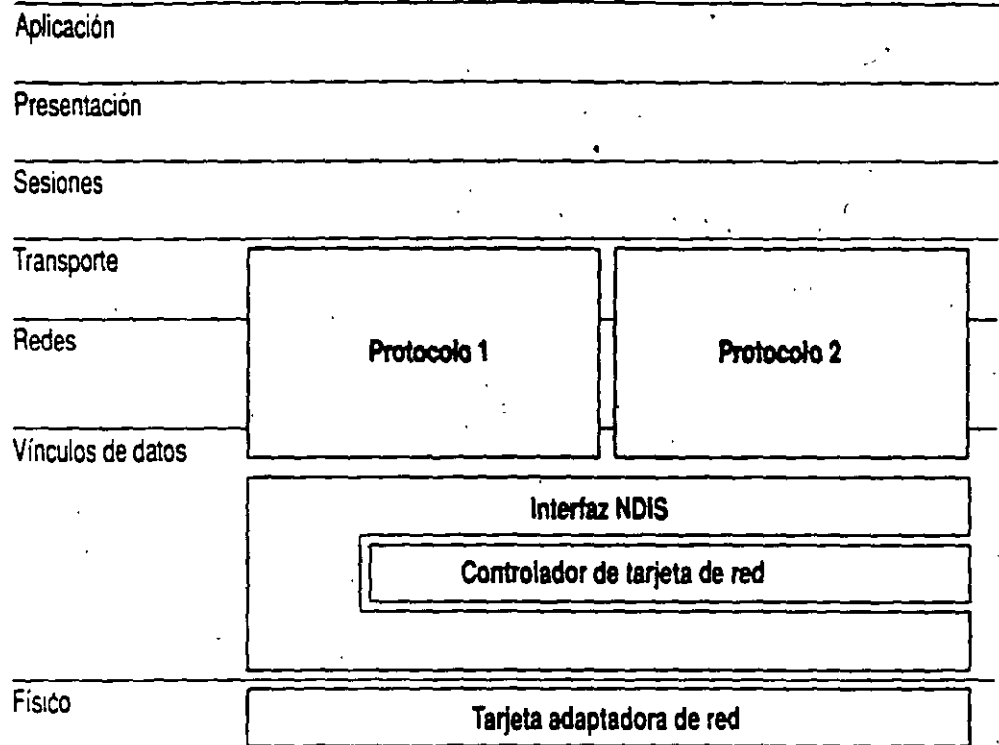 Aplicación
Presentación
Sesiones
Transporte
Redes
Protocolo 1
Protocolo 2
Vínculos de datos
Interfaz NDIS
Controlador de tarjeta de red
Físico
Tarjeta adaptadora de red